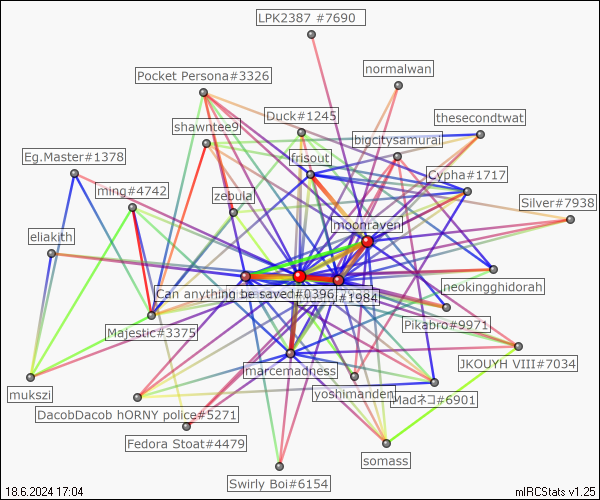 LPK2387 #7690
normalwan
Pocket Persona#3326
Duck#1245
thesecondtwat
shawntee9
bigcitysamurai
Eg.Master#1378
frisout
Cypha#1717
ming#4742
zebula
Silver#7938
moonraven
eliakith
neokingghidorah
Can anything be saved#0396
#1984
Pikabro#9971
Majestic#3375
JKOUYH VIII#7034
marcemadness
mukszi
yoshimanden
Madネコ#6901
DacobDacob hORNY police#5271
Fedora Stoat#4479
somass
Swirly Boi#6154
18.6.2024 17:04
mIRCStats v1.25